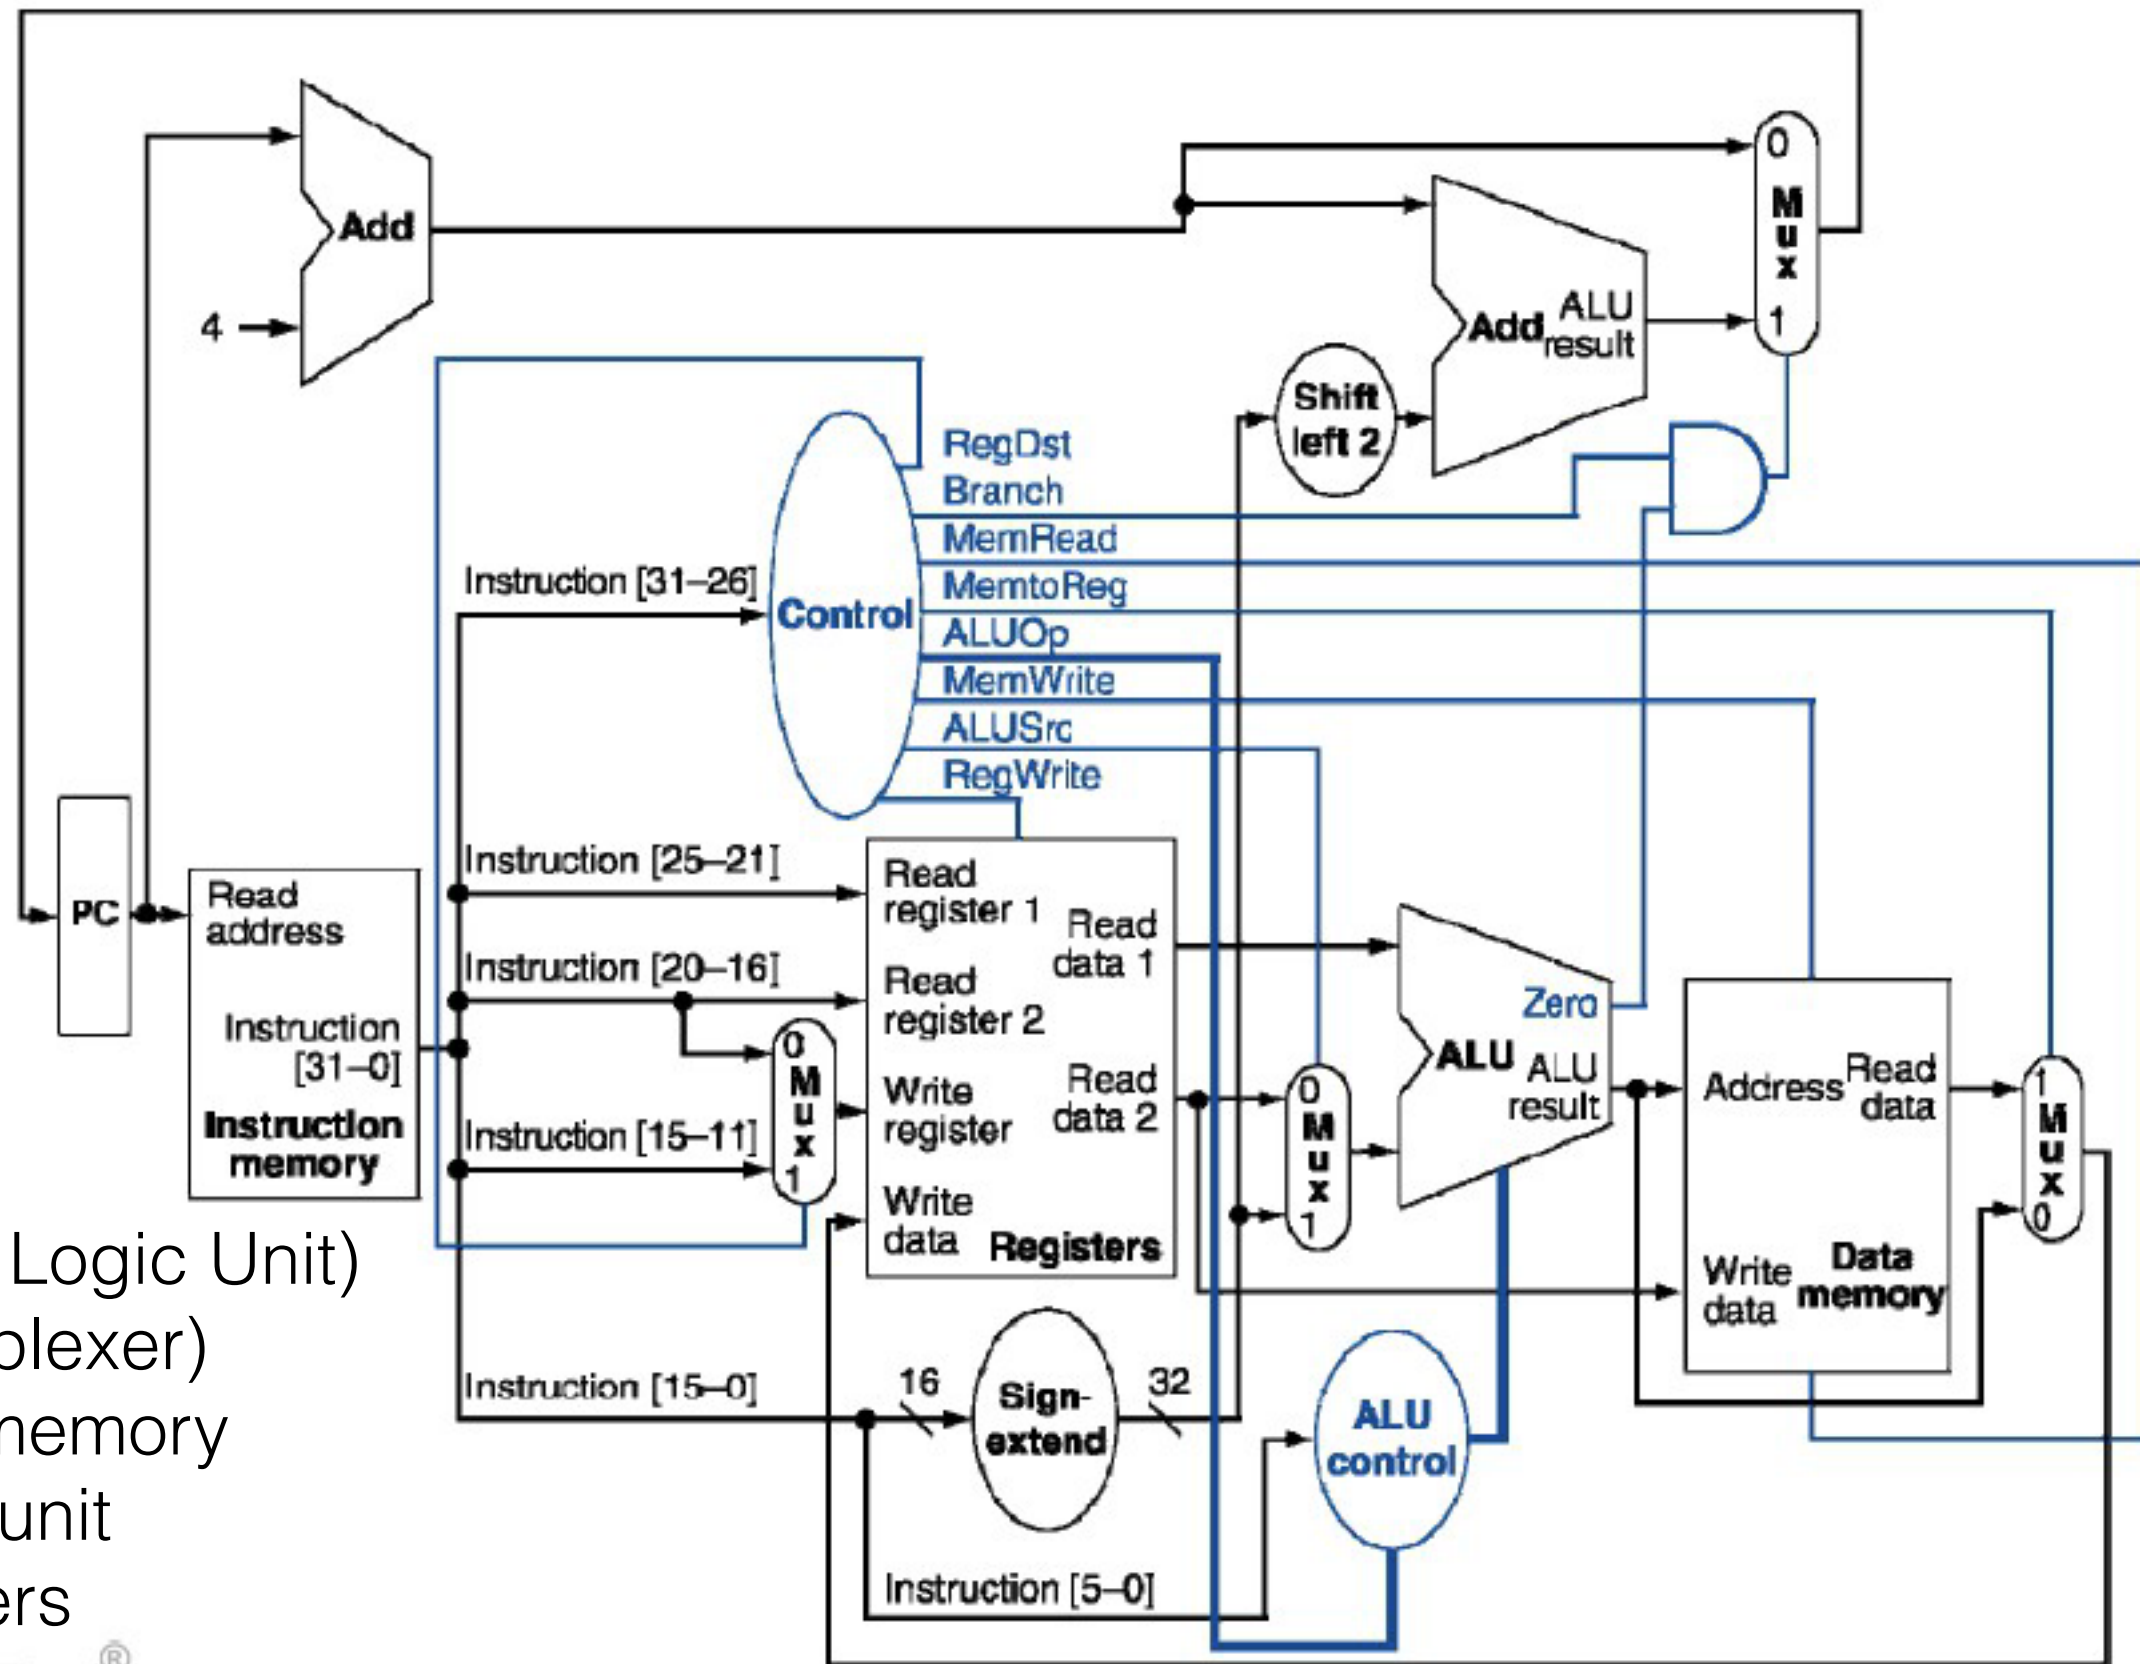 Add
4
0
M
u
x
1
Add
ALU
result
Shift
left 2
RegDst
Branch
MemRead
MemtoReg
ALUOp
MemWrite
ALUSrc
RegWrite
Control
Instruction [31–26]
Instruction [25–21]
Instruction [20–16]
Instruction [15–11]
Instruction [15–0]
Instruction [5–0]
PC
Read
address
Instruction
[31–0]
Instruction
memory
0
M
u
x
1
Read
register 1
Read
register 2
Write
register
Write
data
Read
data 1
Read
data 2
Registers
0
M
u
x
1
Zero
ALU
ALU
result
Address
Read
data
Write
data
Data
memory
1
M
u
x
0
16
Sign-
extend
32
ALU
control
Logic Unit)
plexer)
memory
unit
ers
®